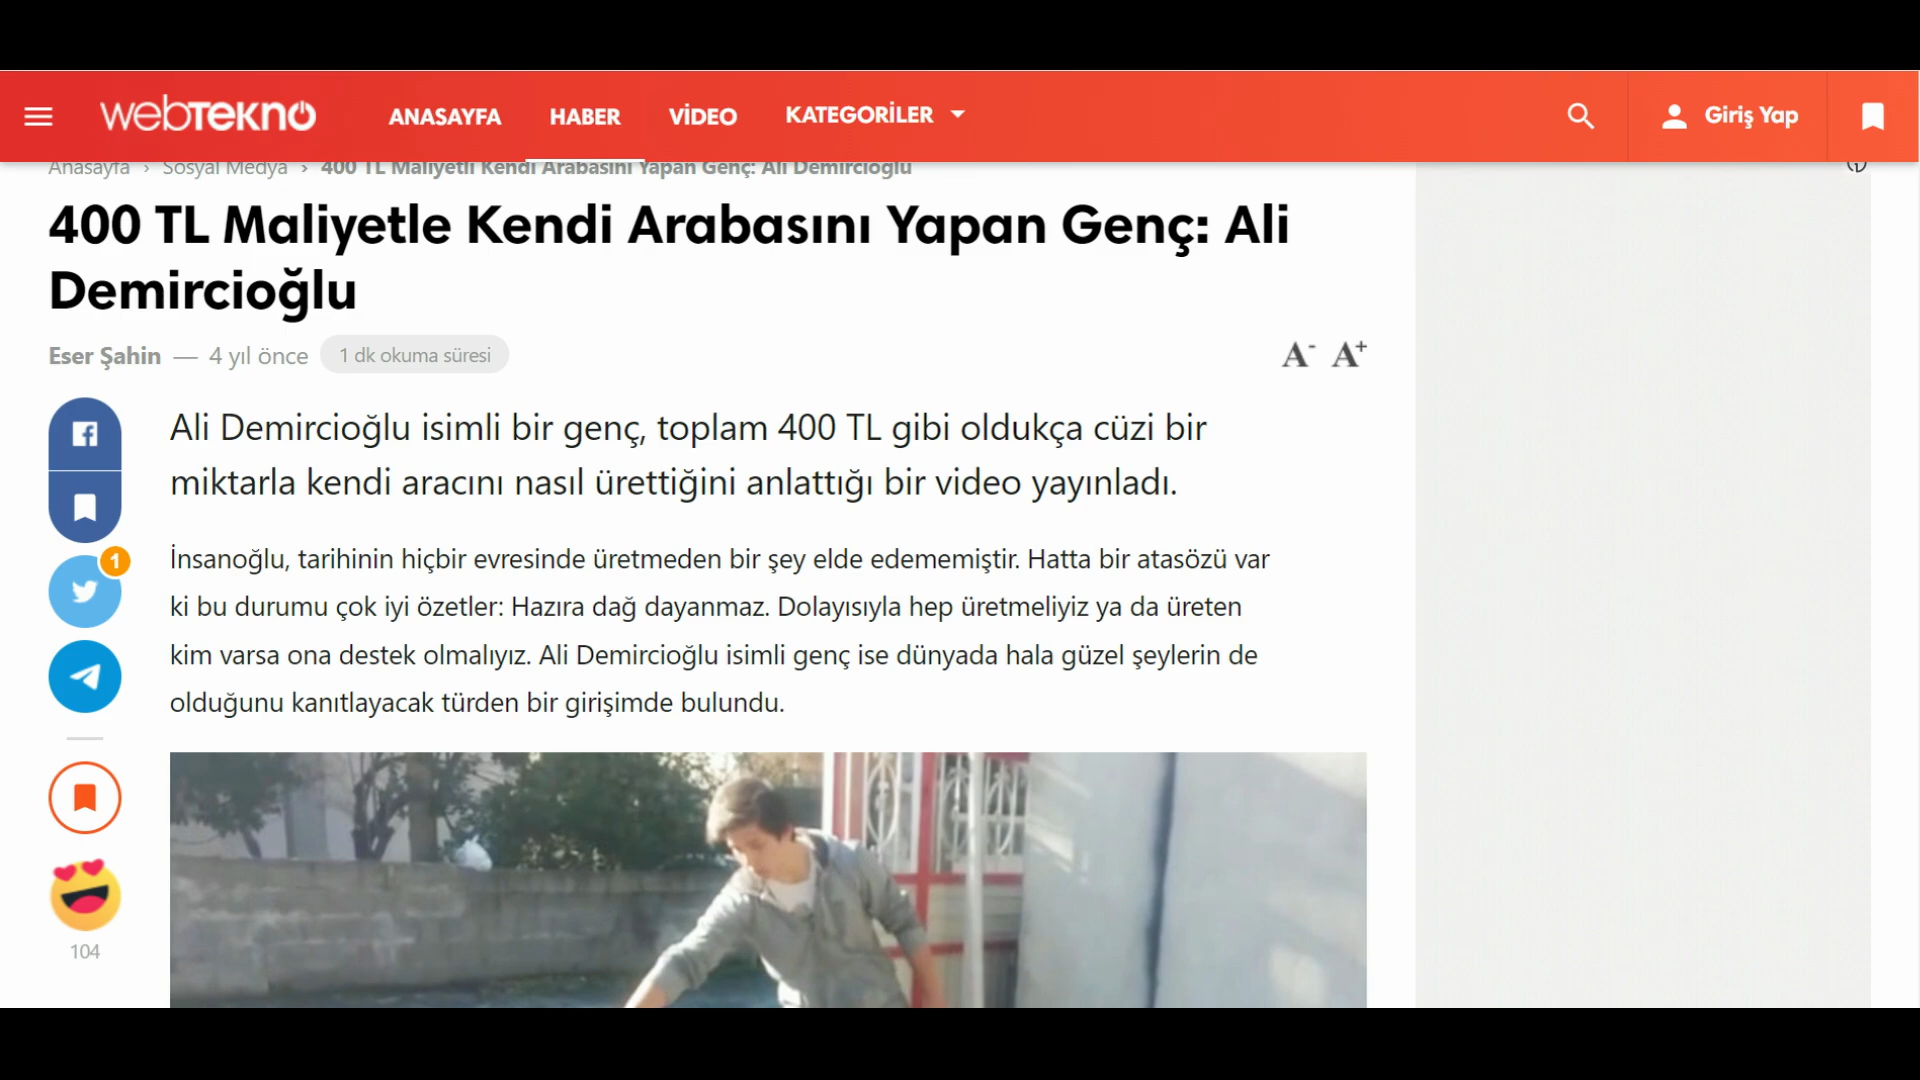 webTEKNO
ANASAYFA
HABER
VİDEO
KATEGORİLER
Giriş Yap
Anasayfa › Sosyal Medya › 400 TL Maliyetli Kendi Arabasını Yapan Genç: Ali Demircioğlu
400 TL Maliyetle Kendi Arabasını Yapan Genç: Ali
Demircioğlu
Eser Şahin — 4 yıl önce 1 dk okuma süresi
A- A+
Ali Demircioğlu isimli bir genç, toplam 400 TL gibi oldukça cüzi bir
miktarla kendi aracını nasıl ürettiğini anlattığı bir video yayınladı.
1
İnsanoğlu, tarihinin hiçbir evresinde üretmeden bir şey elde edememiştir. Hatta bir atasözü var
ki bu durumu çok iyi özetler: Hazıra dağ dayanmaz. Dolayısıyla hep üretmeliyiz ya da üreten
kim varsa ona destek olmalıyız. Ali Demircioğlu isimli genç ise dünyada hala güzel şeylerin de
olduğunu kanıtlayacak türden bir girişimde bulundu.
104